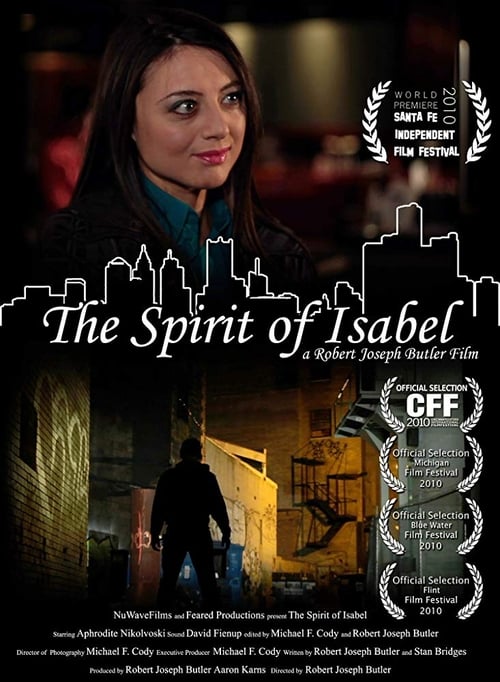 WORLD
PREMIERE
2010
SANTA FE
INDEPENDENT
FILM FESTIVAL
The Spirit of Isabel
a Robert Joseph Butler Film
OFFICIAL SELECTION
CFF
2010
Official Selection
Michigan
Film Festival
2010
Official Selection
Blue Water
Film Festival
2010
Official Selection
Flint
Film Festival
2010
NuWaveFilms and Feared Productions present The Spirit of Isabel
Starring Aphrodite Nikolvoski Sound David Fienup edited by Michael F. Cody and Robert Joseph Butler
Director of Photography Michael F. Cody Executive Producer Michael F. Cody Written by Robert Joseph Butler and Stan Bridges
Produced by Robert Joseph Butler Aaron Karns Directed by Robert Joseph Butler